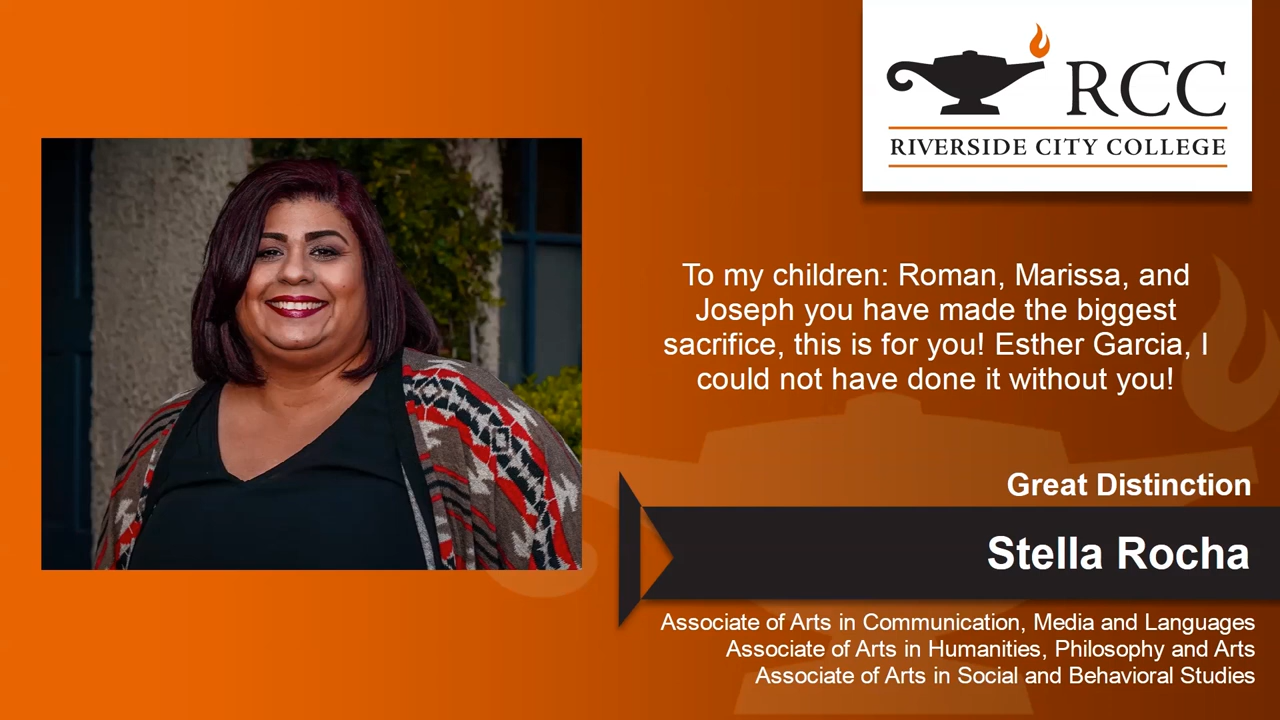 RCC
RIVERSIDE CITY COLLEGE
To my children: Roman, Marissa, and
Joseph you have made the biggest
sacrifice, this is for you! Esther Garcia, I
could not have done it without you!
Great Distinction
Stella Rocha
Associate of Arts in Communication, Media and Languages
Associate of Arts in Humanities, Philosophy and Arts
Associate of Arts in Social and Behavioral Studies